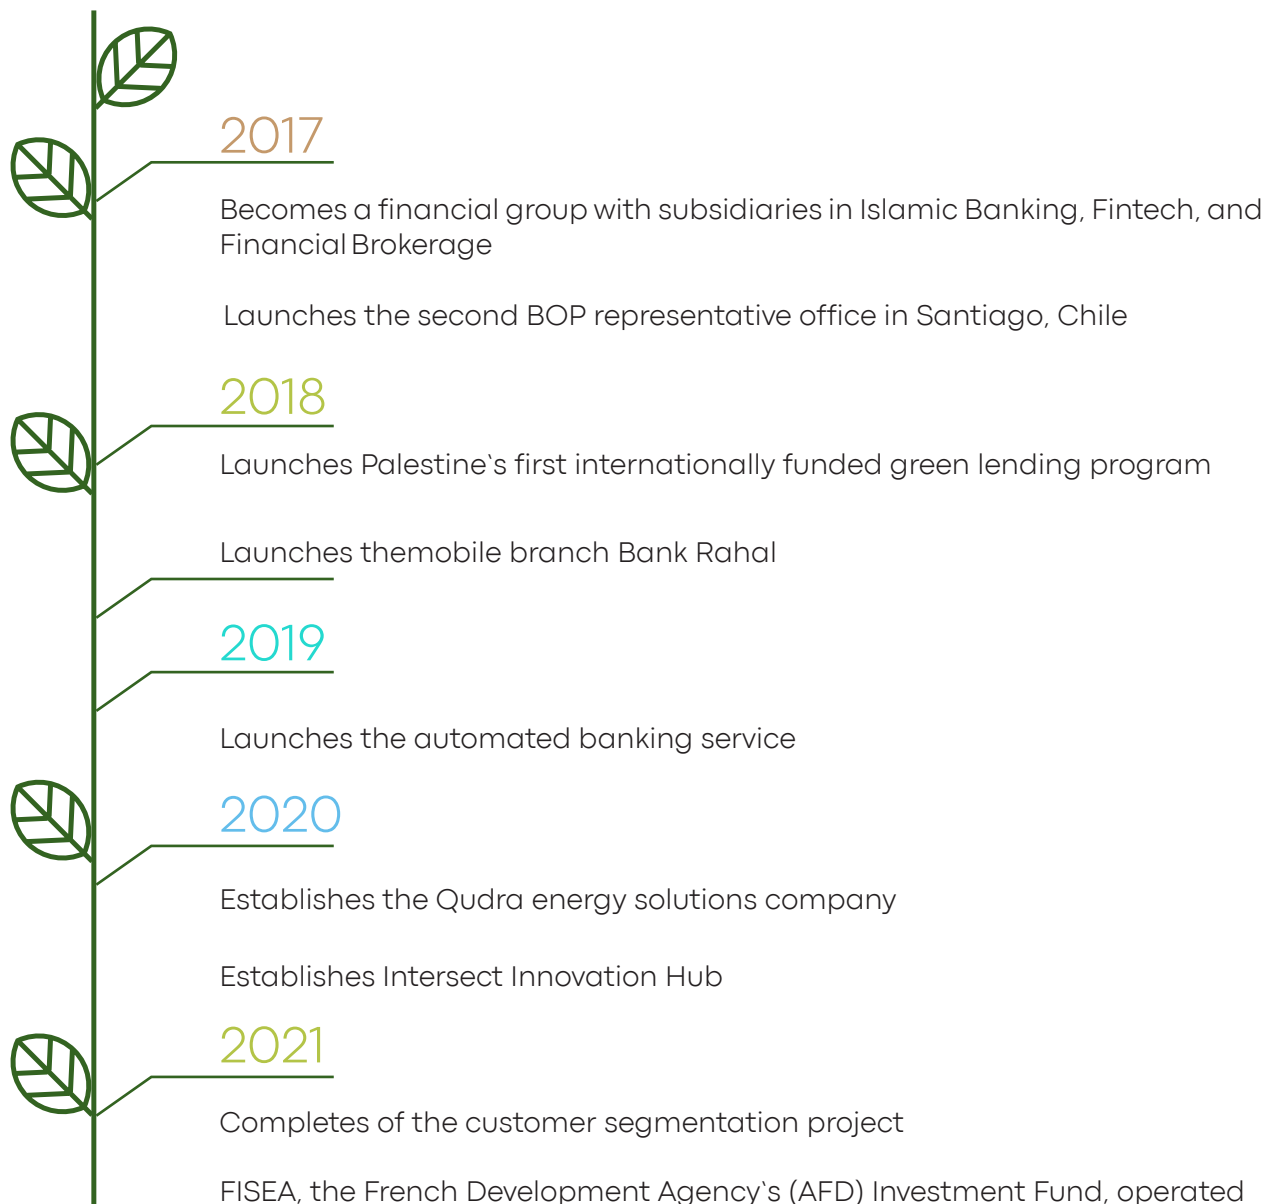 2017
Becomes a financial group with subsidiaries in Islamic Banking, Fintech, and
Financial Brokerage
Launches the second BOP representative office in Santiago, Chile
2018
Launches Palestine`s first internationally funded green lending program
Launches themobile branch Bank Rahal
2019
Launches the automated banking service
2020
Establishes the Qudra energy solutions company
Establishes Intersect Innovation Hub
2021
Completes of the customer segmentation project
FISEA, the French Development Agency`s (AFD) Investment Fund, operated